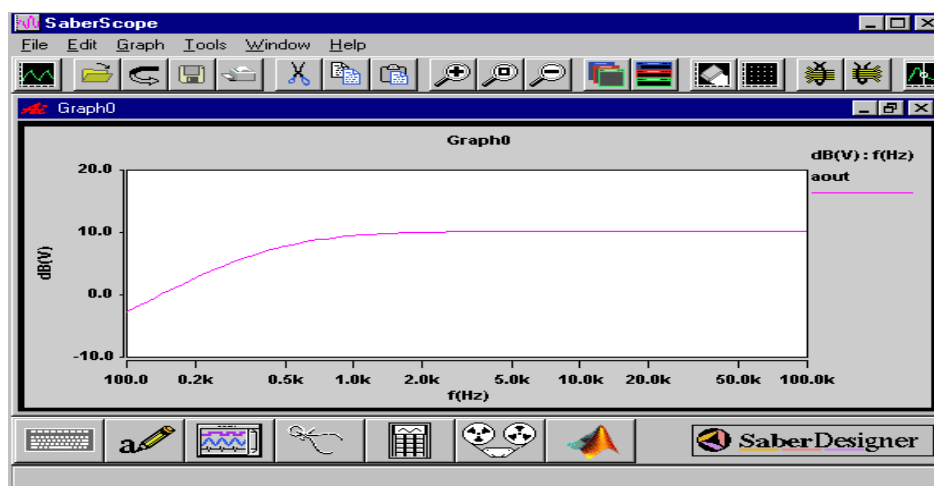 SaberScope
File Edit Graph Tools Window Help
Graph0
Graph0
dB(V) : f(Hz)
aout
20.0
10.0
0.0
-10.0
dB(V)
100.0 0.2k 0.5k 1.0k 2.0k 5.0k 10.0k 20.0k 50.0k 100.0k
f(Hz)
a
SaberDesigner